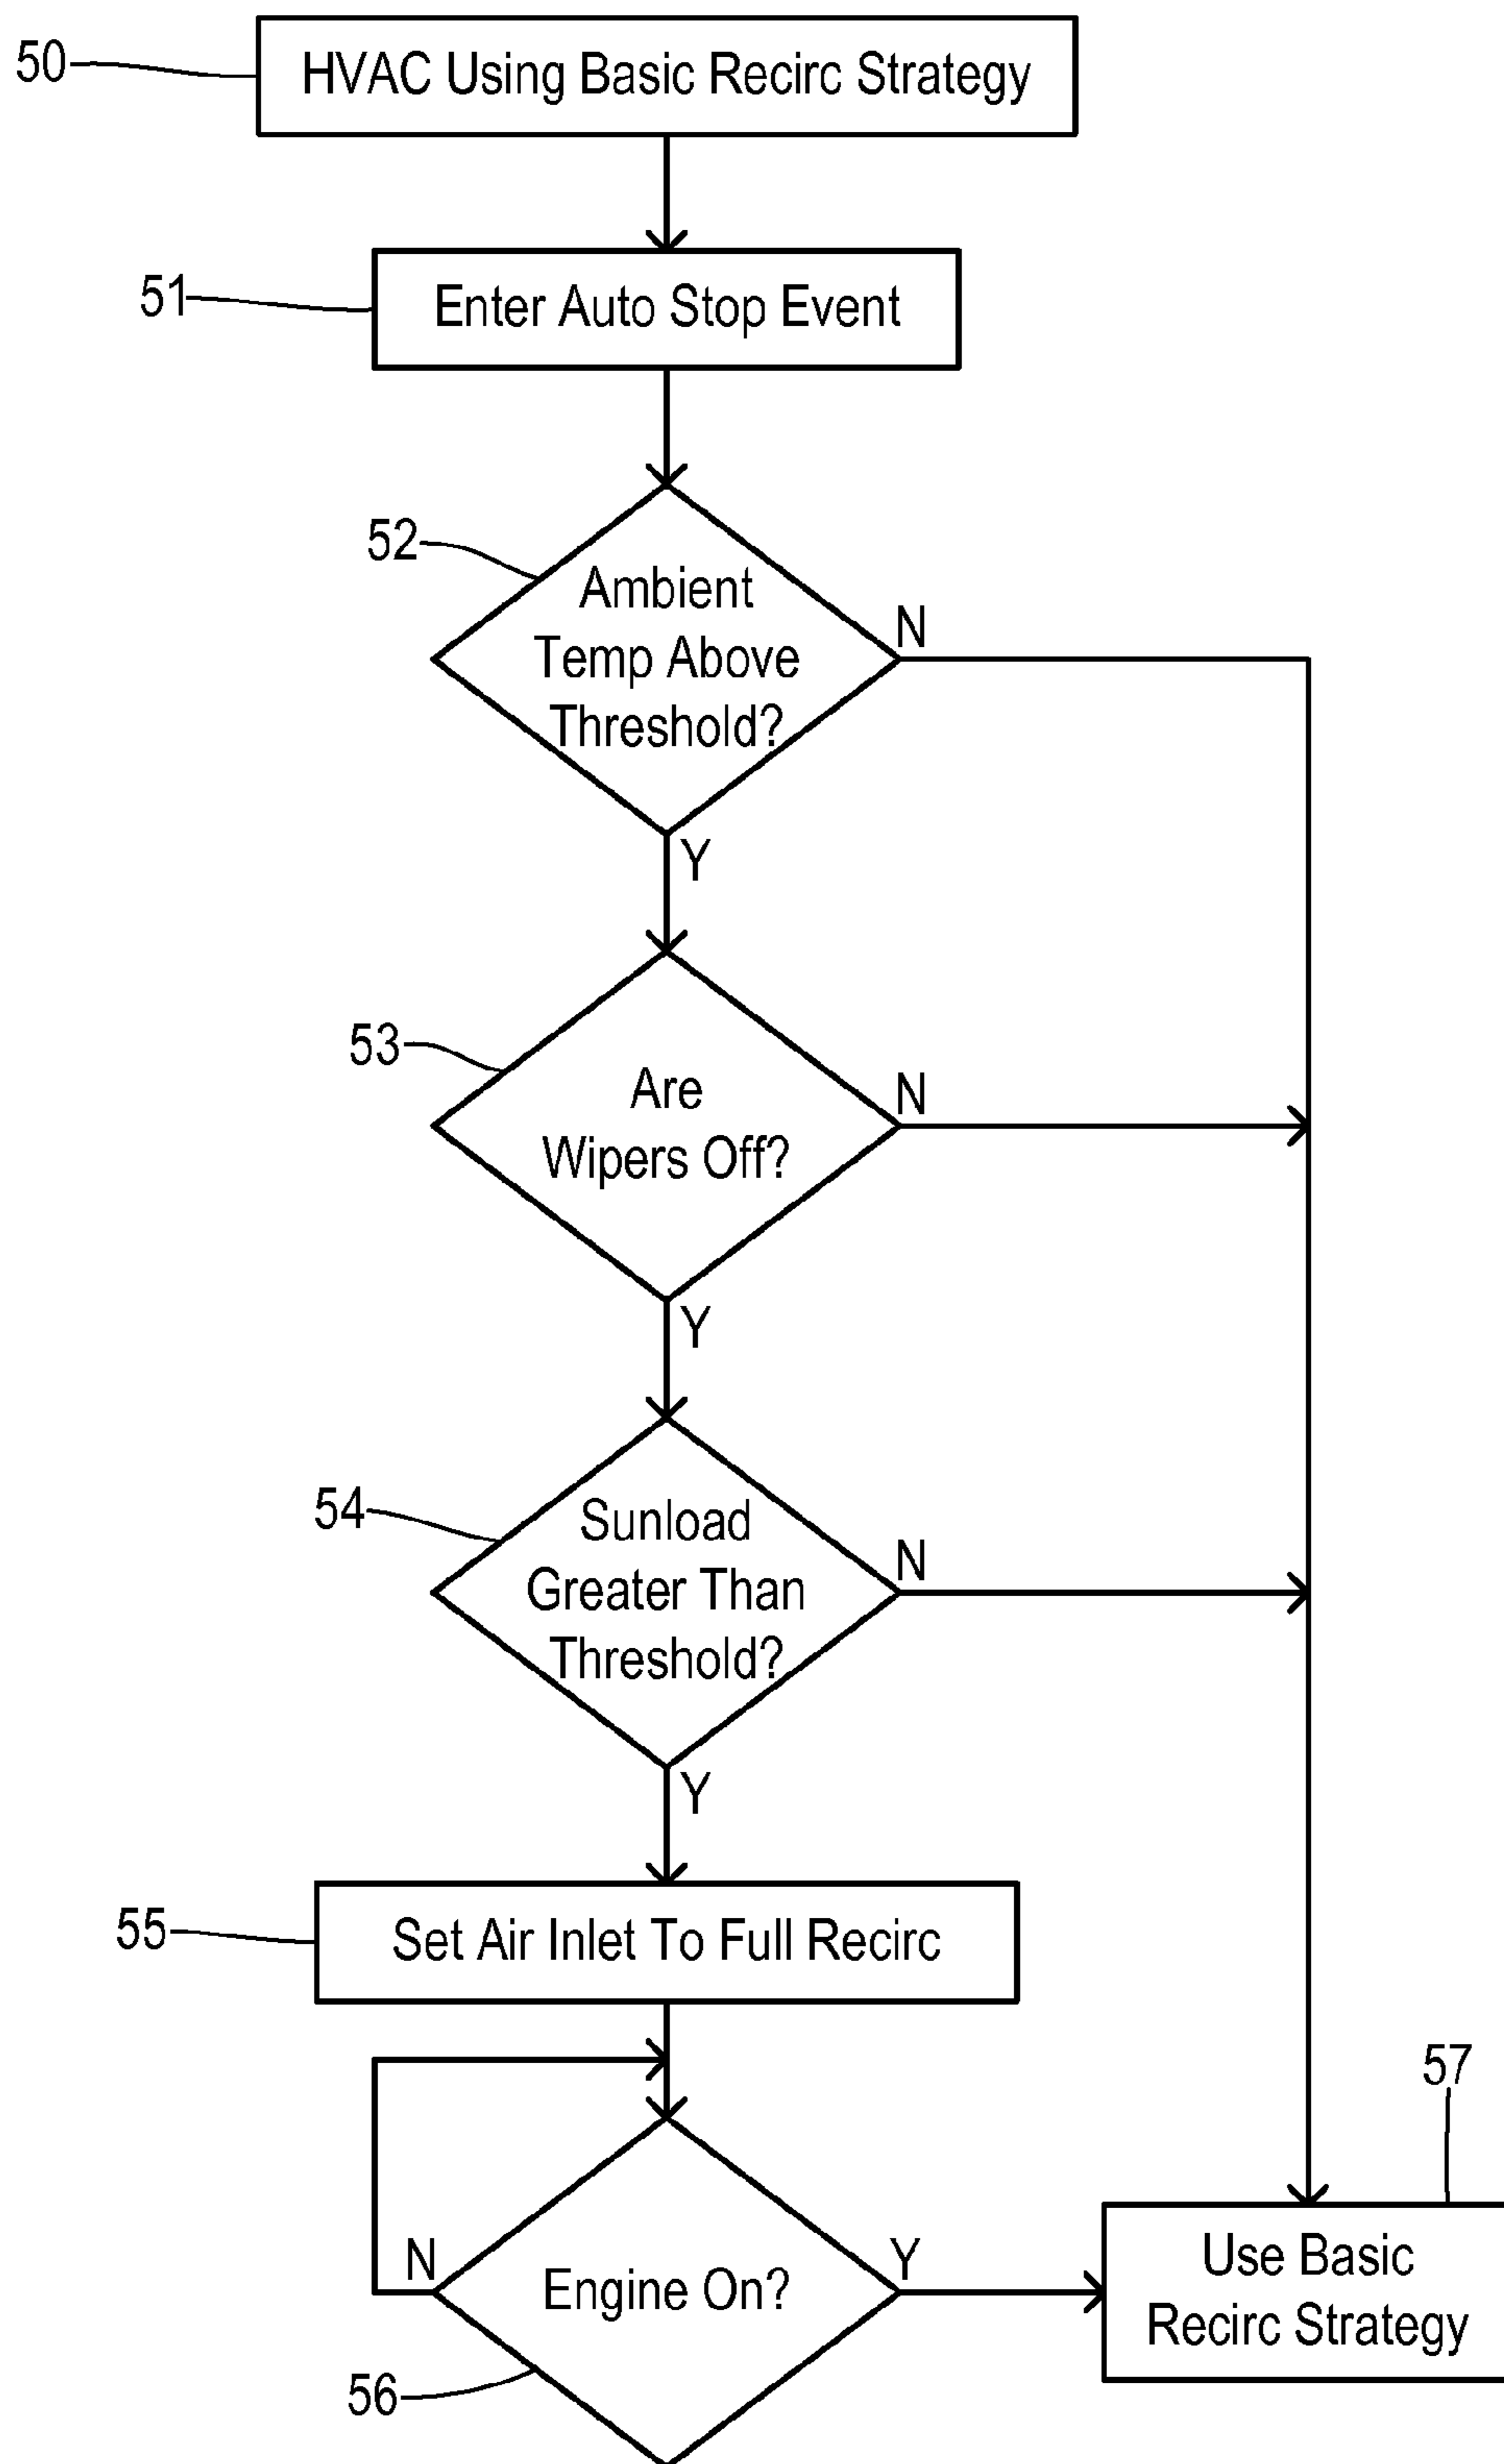 50
HVAC Using Basic Recirc Strategy
51
Enter Auto Stop Event
52
Ambient
Temp Above
Threshold?
N
Y
53
Are
Wipers Off?
N
Y
54
Sunload
Greater Than
Threshold?
N
Y
55
Set Air Inlet To Full Recirc
56
Engine On?
N
Y
57
Use Basic
Recirc Strategy